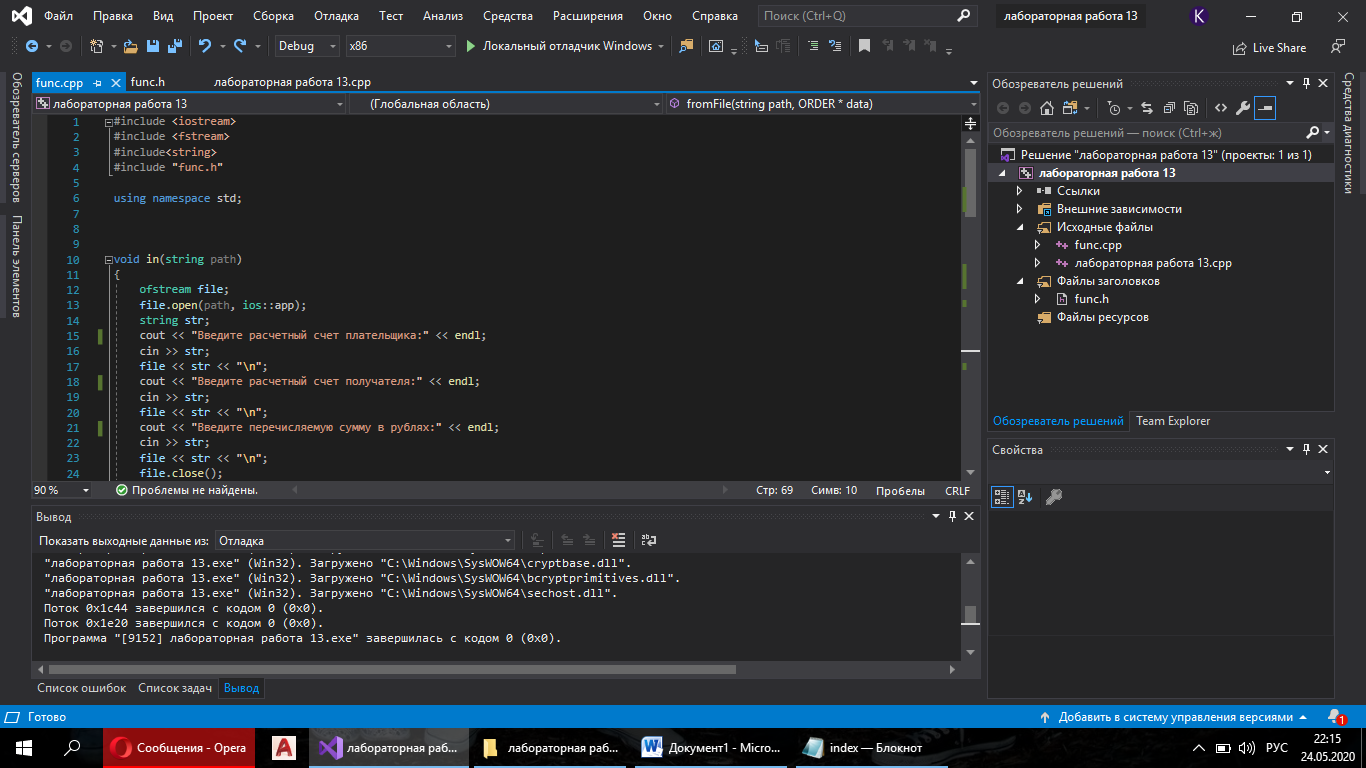 Файл Правка Вид Проект Сборка Отладка Тест Анализ Средства Расширения Окно Справка Поиск (Ctrl+Q) лабораторная работа 13 K
Debug x86 Локальный отладчик Windows Live Share
Обозреватель серверов
Панель элементов
func.cpp func.h лабораторная работа 13.cpp
лабораторная работа 13 (Глобальная область) fromFile(string path, ORDER * data)
1 #include <iostream>
2 #include <fstream>
3 #include<string>
4 #include "func.h"
5
6 using namespace std;
7
8
9
10 void in(string path)
11 {
12 ofstream file;
13 file.open(path, ios::app);
14 string str;
15 cout << "Введите расчетный счет плательщика:" << endl;
16 cin >> str;
17 file << str << "\n";
18 cout << "Введите расчетный счет получателя:" << endl;
19 cin >> str;
20 file << str << "\n";
21 cout << "Введите перечисляемую сумму в рублях:" << endl;
22 cin >> str;
23 file << str << "\n";
24 file.close();
90 % Проблемы не найдены. Стр: 69 Симв: 10 Пробелы CRLF
Вывод
Показать выходные данные из: Отладка
"лабораторная работа 13.exe" (Win32). Загружено "C:\Windows\SysWOW64\cryptbase.dll".
"лабораторная работа 13.exe" (Win32). Загружено "C:\Windows\SysWOW64\bcryptprimitives.dll".
"лабораторная работа 13.exe" (Win32). Загружено "C:\Windows\SysWOW64\sechost.dll".
Поток 0x1c44 завершился с кодом 0 (0x0).
Поток 0x1e20 завершился с кодом 0 (0x0).
Программа "[9152] лабораторная работа 13.exe" завершилась с кодом 0 (0x0).
Список ошибок Список задач Вывод
Обозреватель решений
Обозреватель решений — поиск (Ctrl+ж)
Решение "лабораторная работа 13" (проекты: 1 из 1)
лабораторная работа 13
Ссылки
Внешние зависимости
Исходные файлы
func.cpp
лабораторная работа 13.cpp
Файлы заголовков
func.h
Файлы ресурсов
Обозреватель решений Team Explorer
Свойства
Средства диагностики
Готово Добавить в систему управления версиями 1
Сообщения - Opera A лабораторная раб... лабораторная раб... Документ1 - Micro... index — Блокнот РУС 22:15
24.05.2020